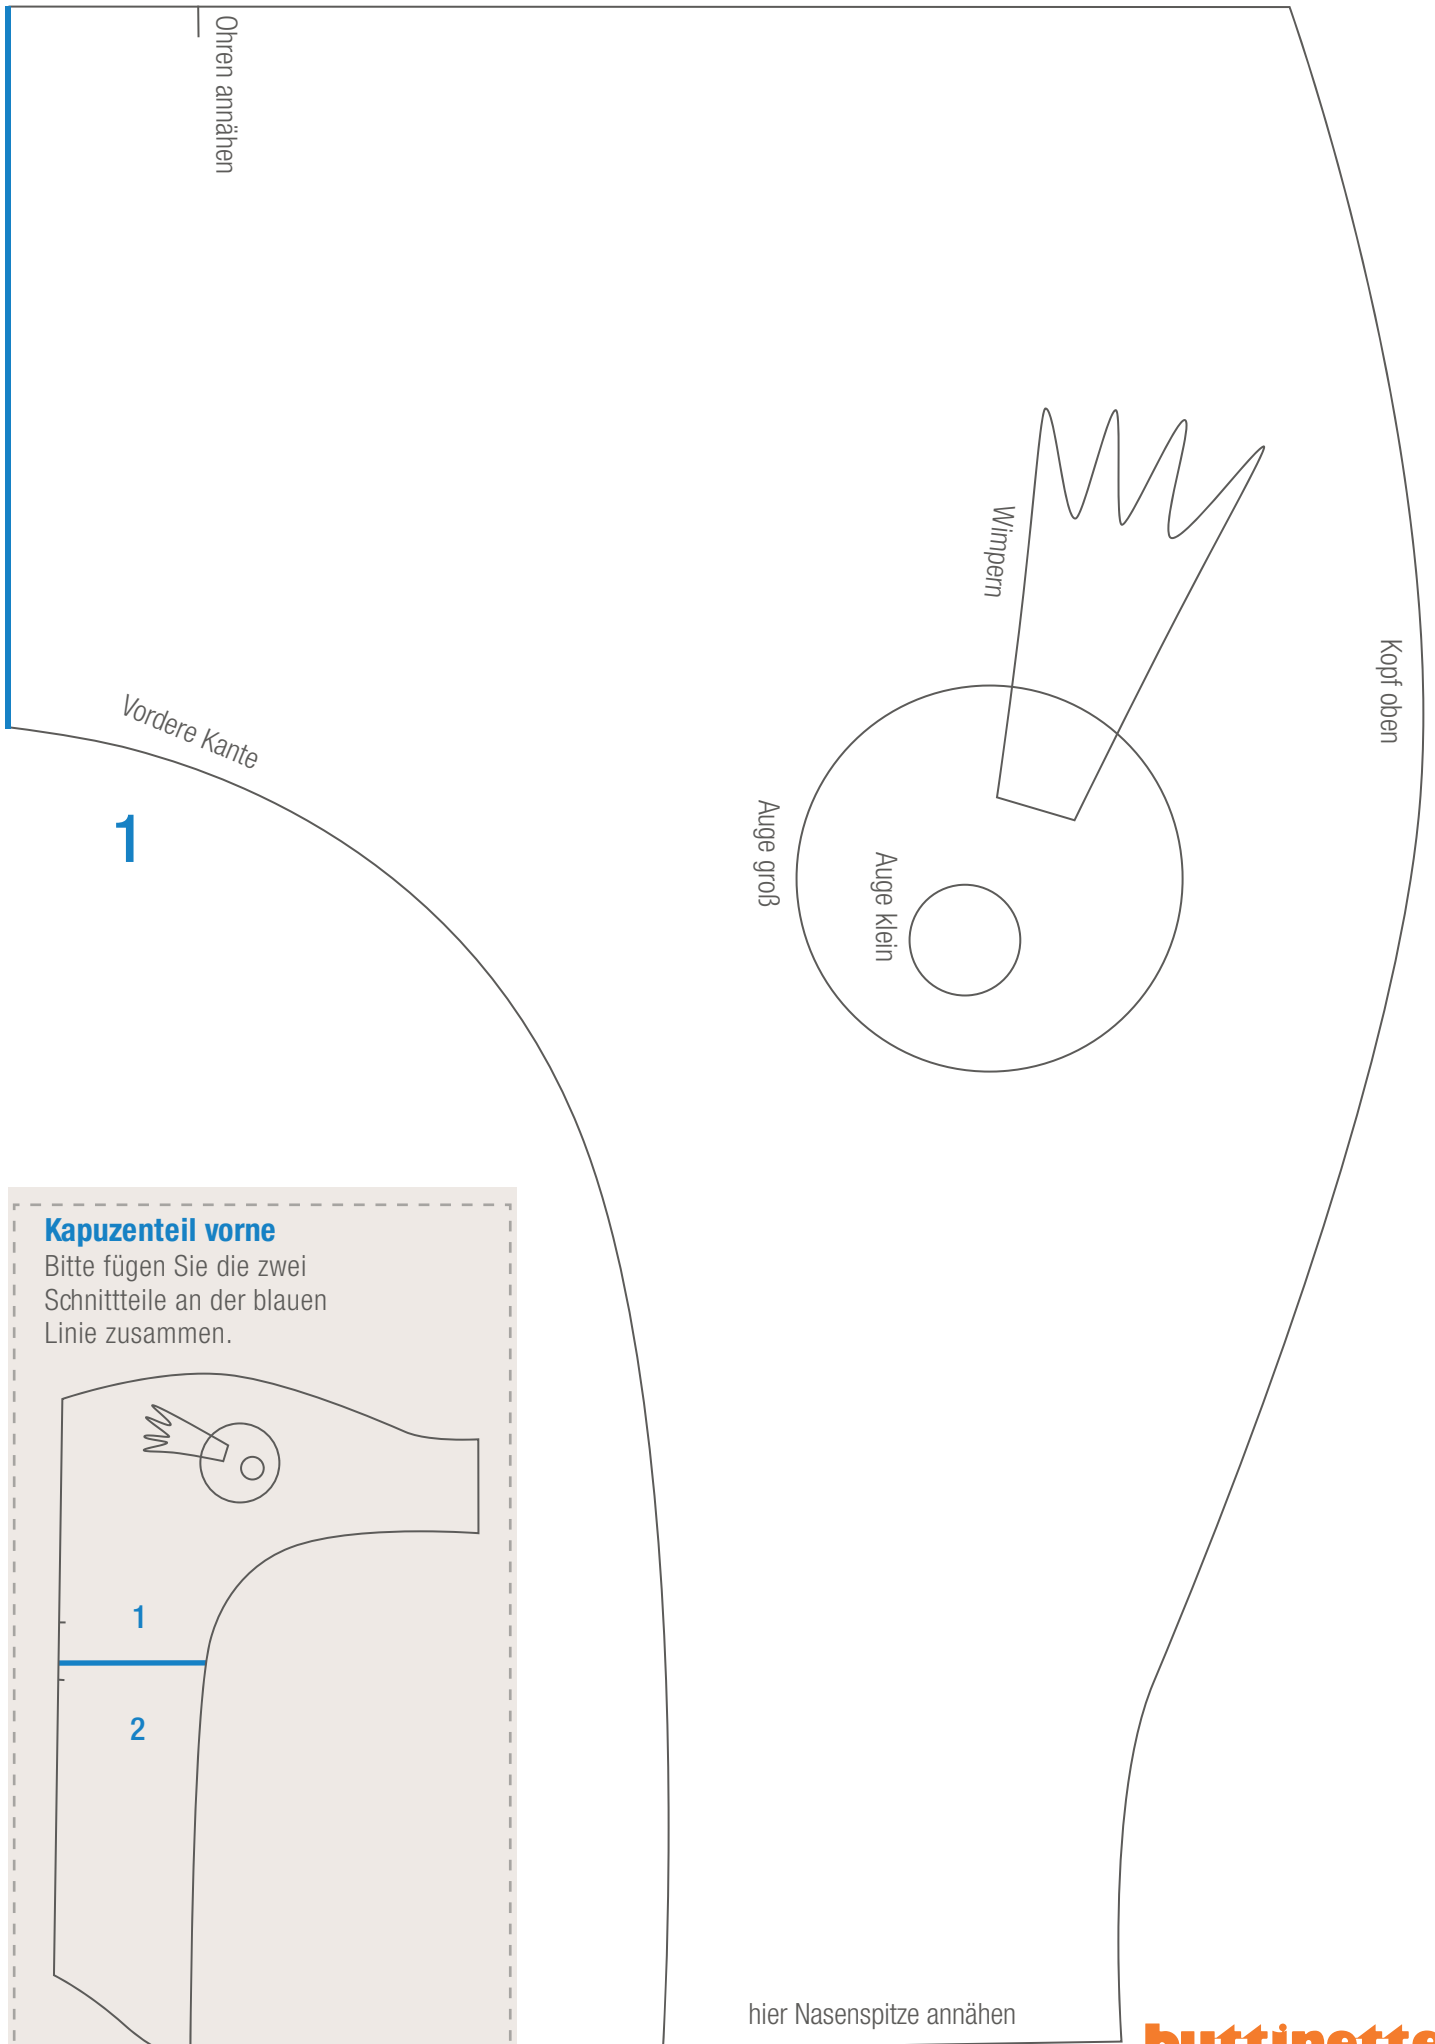 Ohren annähen
Wimpern
Kopf oben
Vordere Kante
1
Auge groß
Auge klein
Kapuzenteil vorne
Bitte fügen Sie die zwei
Schnittteile an der blauen
Linie zusammen.
1
2
hier Nasenspitze annähen
buttinette